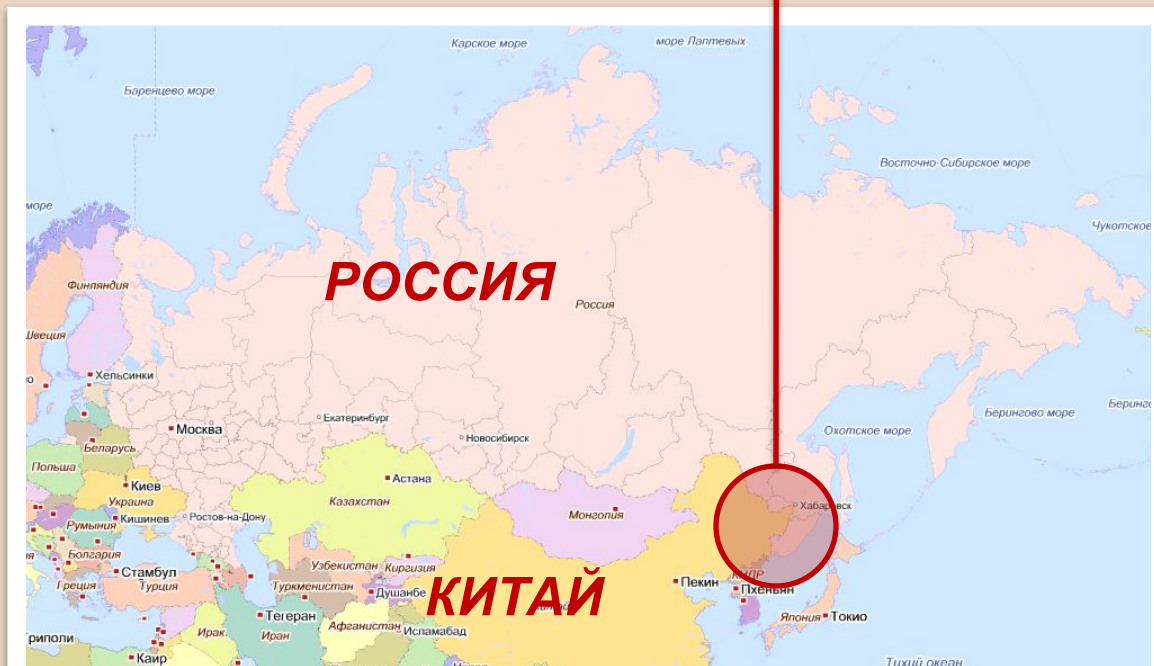 Карское море
море Лаптевых
Баренцево море
Восточно-Сибирское море
море
Чукотское
РОССИЯ
Финляндия
Россия
Швеция
Хельсинки
Берингово море
Екатеринбург
Москва
Новосибирск
Охотское море
Беларусь
Польша
Астана
Киев
Украина
Казахстан
Хабаровск
Кишинев
Ростов-на-Дону
Монголия
Румыния
Болгария
Узбекистан
Киргизия
Стамбул
Греция
Турция
Туркменистан
Душанбе
Пекин
КНДР
Пхеньян
КИТАЙ
Тегеран
Япония
Токио
Ирак
Иран
Афганистан
Исламабад
Каир
Тихий океан